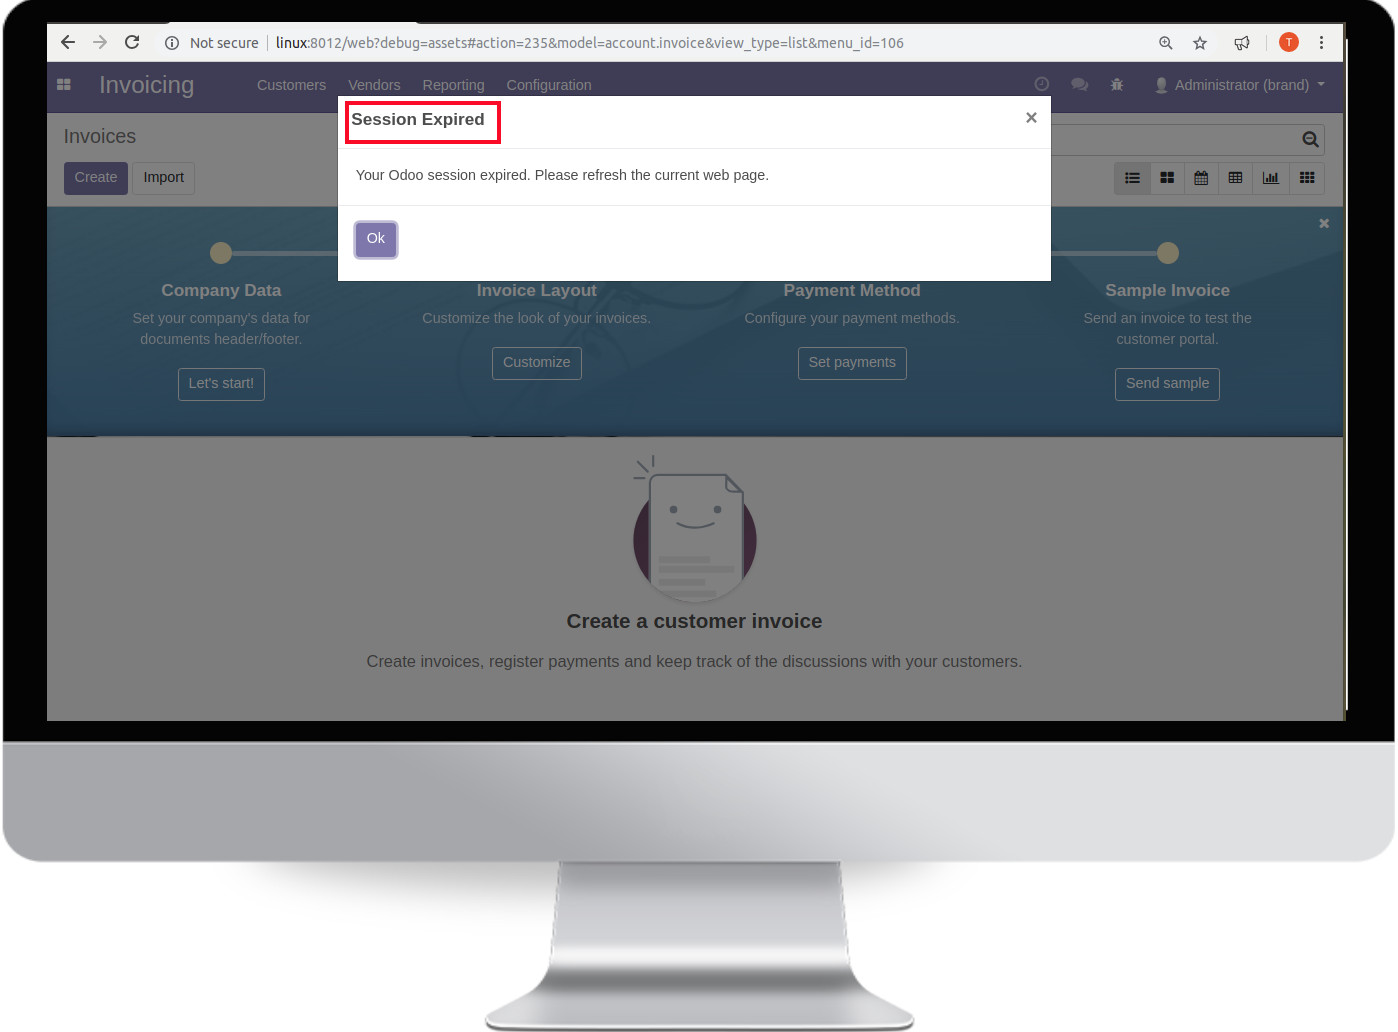 Not secure | linux:8012/web?debug=assets#action=235&model=account.invoice&view_type=list&menu_id=106
T
Invoicing
Customers Vendors Reporting Configuration
Administrator (brand)
Session Expired ×
Invoices
Create Import
Your Odoo session expired. Please refresh the current web page.
Ok
Company Data Invoice Layout Payment Method Sample Invoice
Set your company's data for Customize the look of your invoices. Configure your payment methods. Send an invoice to test the
documents header/footer. customer portal.
Customize Set payments
Let's start! Send sample
Create a customer invoice
Create invoices, register payments and keep track of the discussions with your customers.